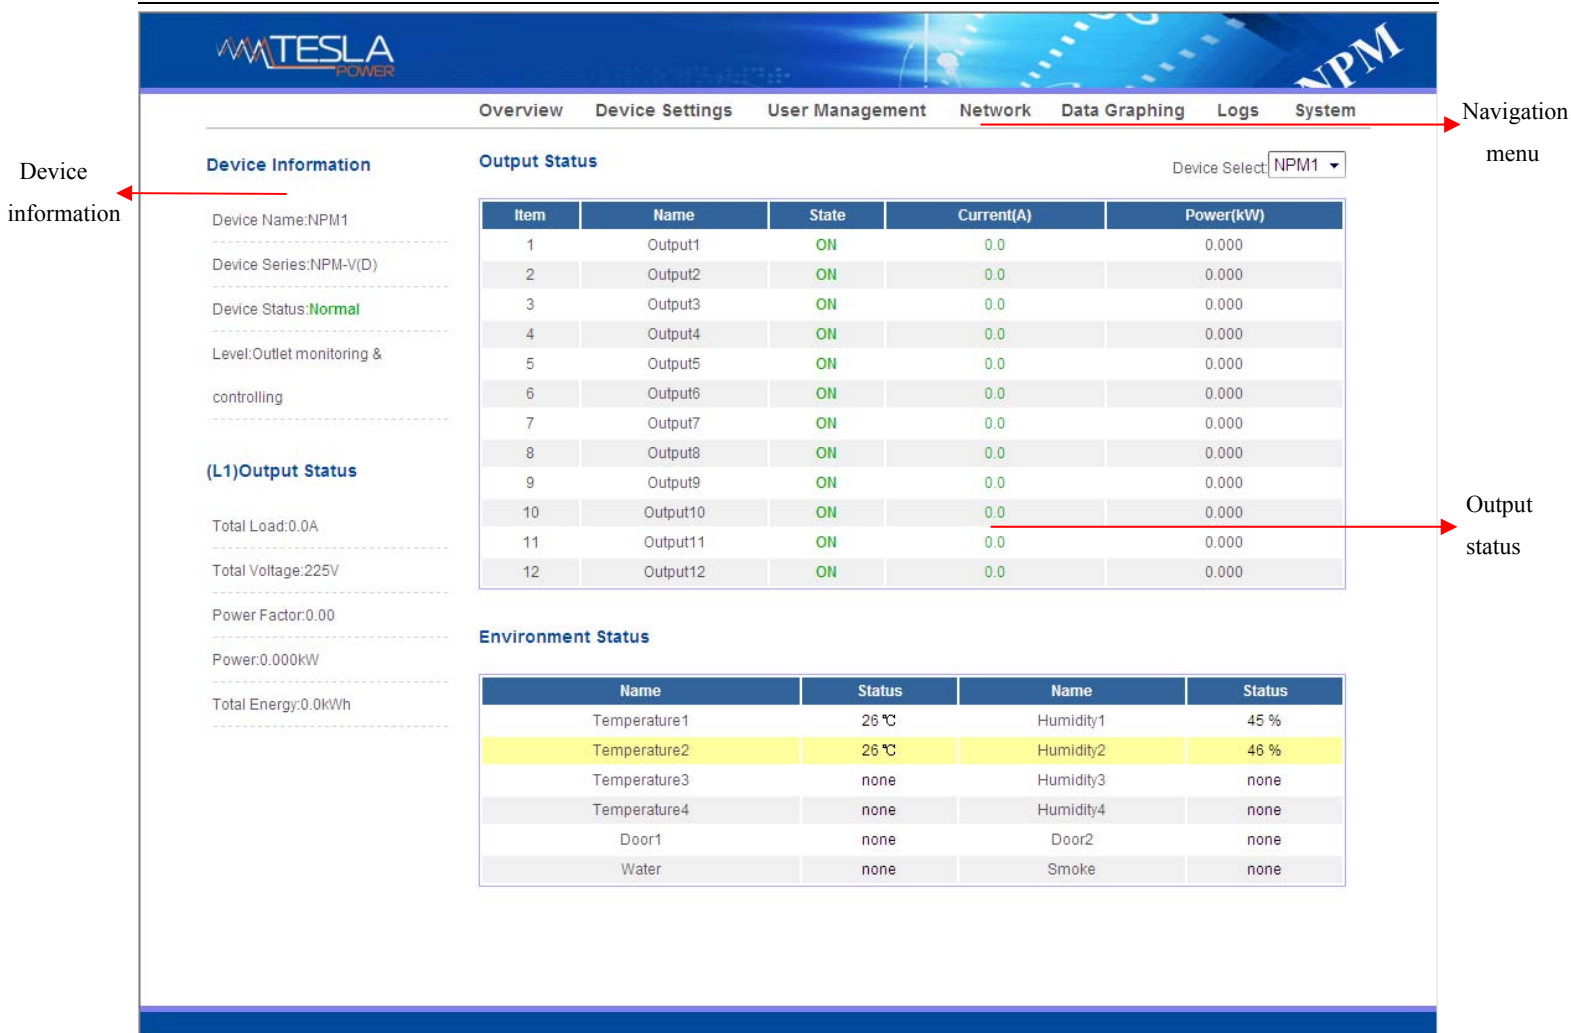 TESLA
POWER
NPM
Overview Device Settings User Management Network Data Graphing Logs System
Navigation
menu
Device
information
Device Information
Device Name:NPM1
Device Series:NPM-V(D)
Device Status:Normal
Level:Outlet monitoring &
controlling
(L1)Output Status
Total Load:0.0A
Total Voltage:225V
Power Factor:0.00
Power:0.000kW
Total Energy:0.0kWh
Output Status
Device Select: NPM1
Item Name State Current(A) Power(kW)
1 Output1 ON 0.0 0.000
2 Output2 ON 0.0 0.000
3 Output3 ON 0.0 0.000
4 Output4 ON 0.0 0.000
5 Output5 ON 0.0 0.000
6 Output6 ON 0.0 0.000
7 Output7 ON 0.0 0.000
8 Output8 ON 0.0 0.000
9 Output9 ON 0.0 0.000
10 Output10 ON 0.0 0.000
11 Output11 ON 0.0 0.000
12 Output12 ON 0.0 0.000
Output
status
Environment Status
Name Status Name Status
Temperature1 26 ℃ Humidity1 45 %
Temperature2 26 ℃ Humidity2 46 %
Temperature3 none Humidity3 none
Temperature4 none Humidity4 none
Door1 none Door2 none
Water none Smoke none